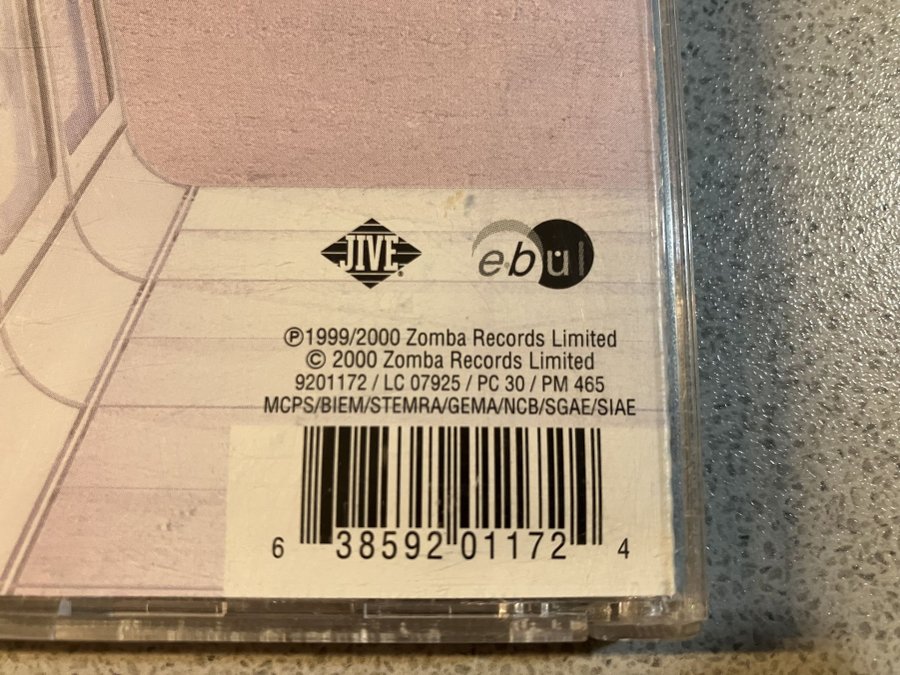 JIVE
e·bül
℗1999/2000 Zomba Records Limited
© 2000 Zomba Records Limited
9201172 / LC 07925 / PC 30 / PM 465
MCPS/BIEM/STEMRA/GEMA/NCB/SGAE/SIAE
6 38592 01172 4